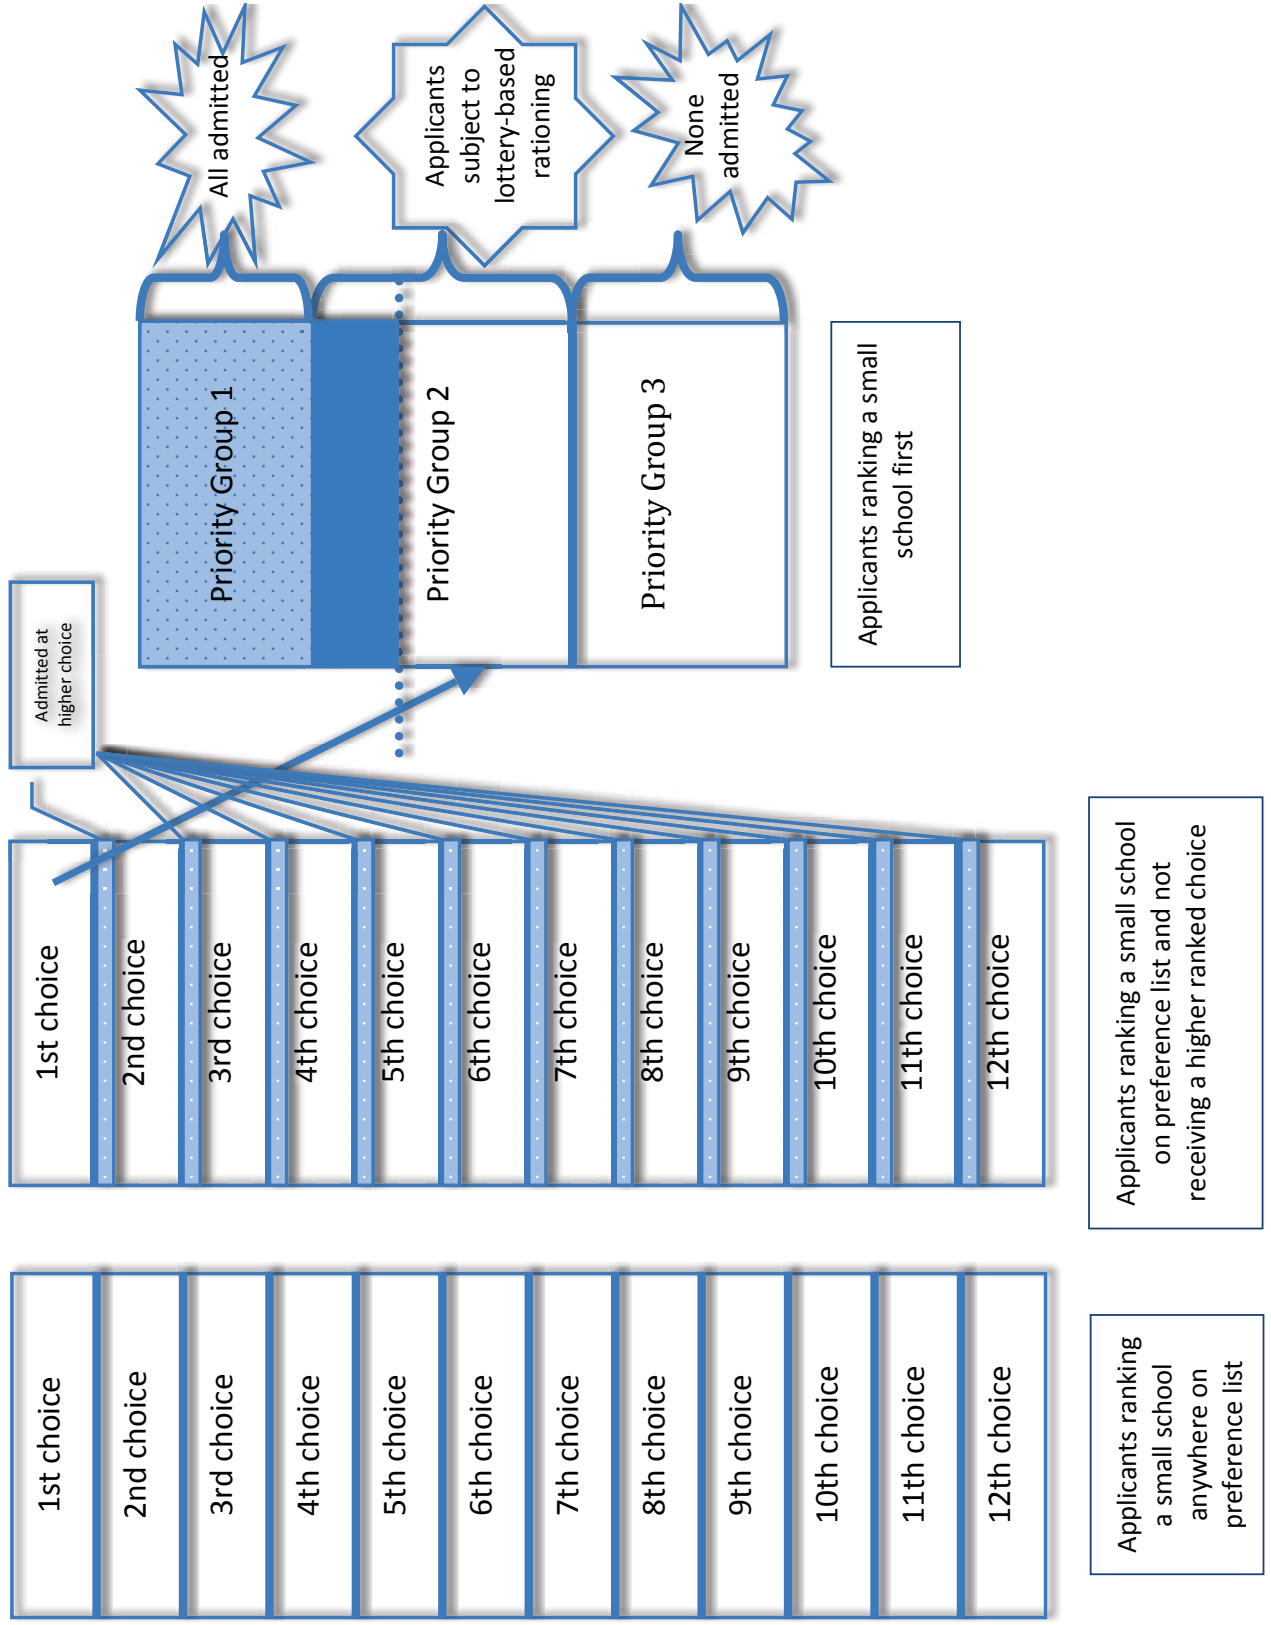 1st choice
2nd choice
3rd choice
4th choice
5th choice
6th choice
7th choice
8th choice
9th choice
10th choice
11th choice
12th choice
Applicants ranking
a small school
anywhere on
preference list
1st choice
2nd choice
3rd choice
4th choice
5th choice
6th choice
7th choice
8th choice
9th choice
10th choice
11th choice
12th choice
Applicants ranking a small school
on preference list and not
receiving a higher ranked choice
Admitted at
higher choice
Priority Group 1
Priority Group 2
Priority Group 3
Applicants ranking a small
school first
All admitted
Applicants
subject to
lottery-based
rationing
None
admitted